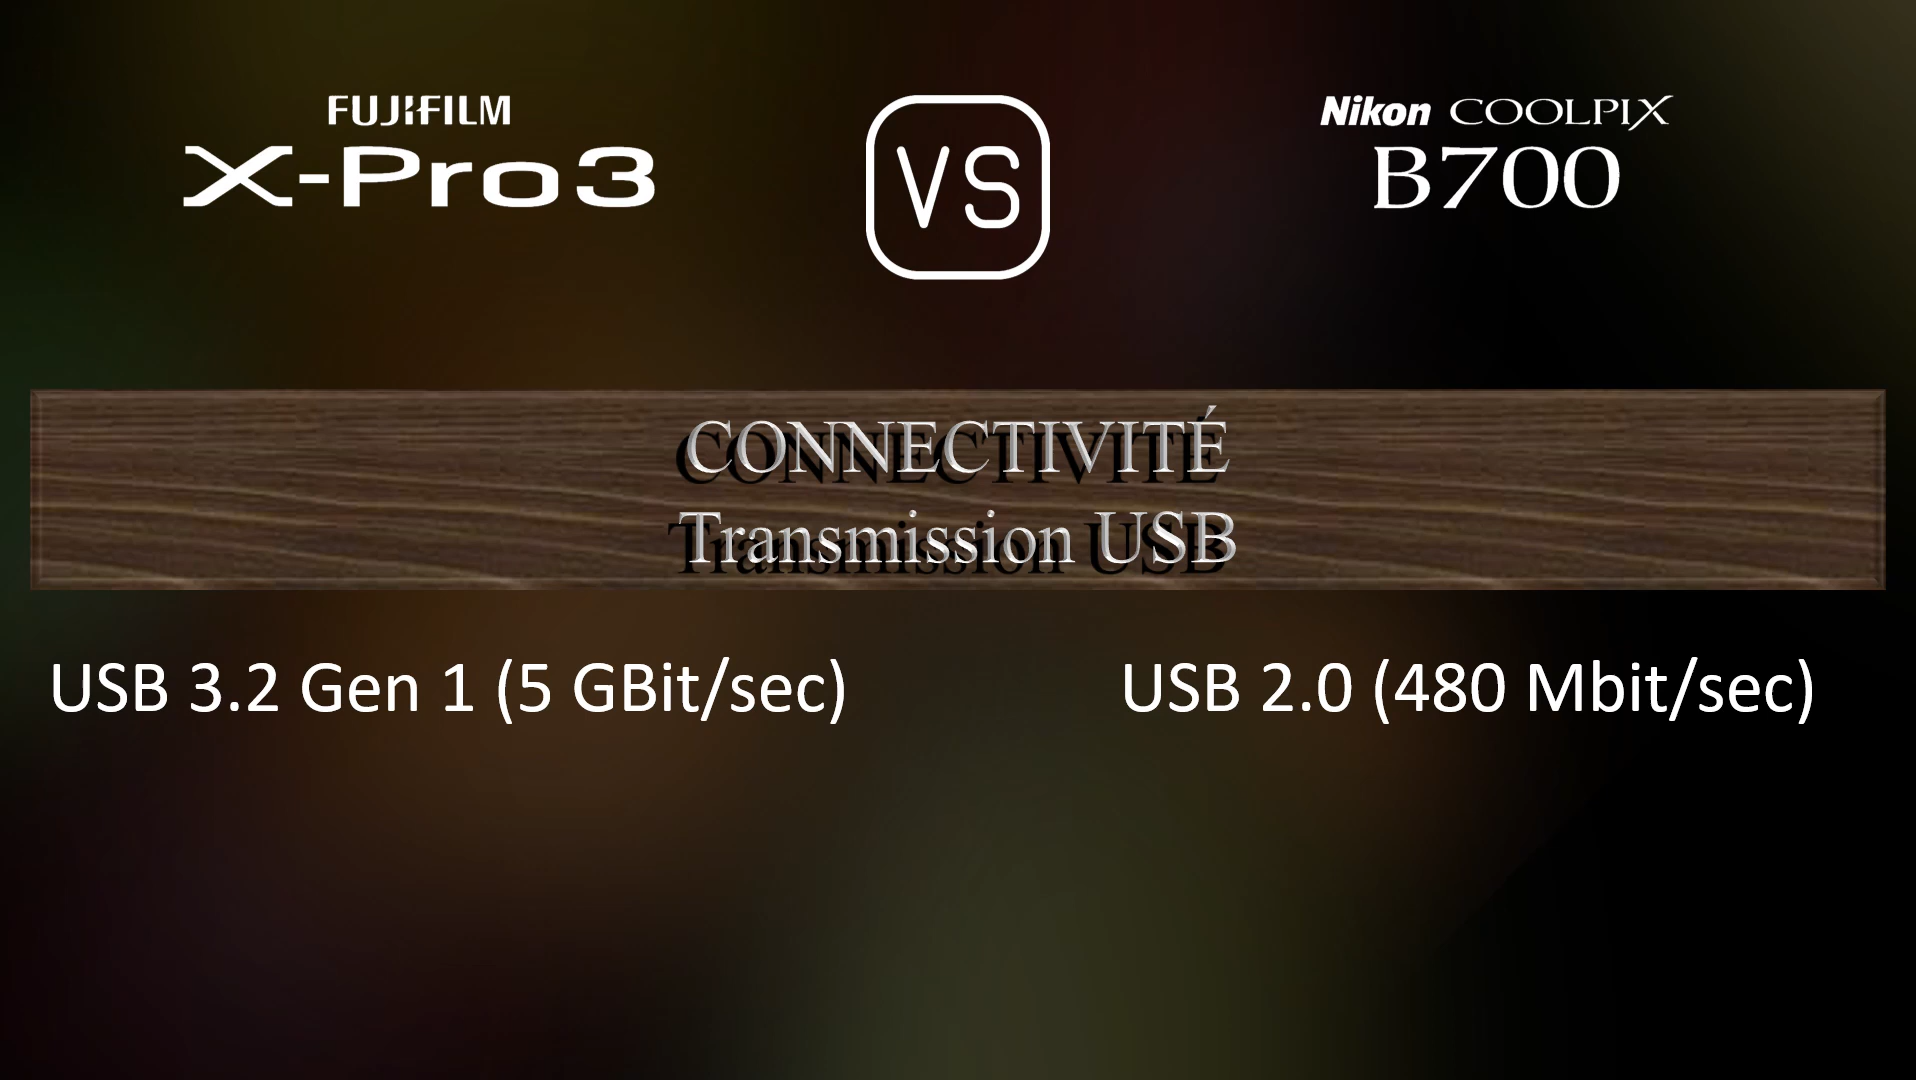 FUJIFILM
X-Pro3
VS
Nikon COOLPIX
B700
CONNECTIVITÉ
Transmission USB
USB 3.2 Gen 1 (5 GBit/sec)
USB 2.0 (480 Mbit/sec)